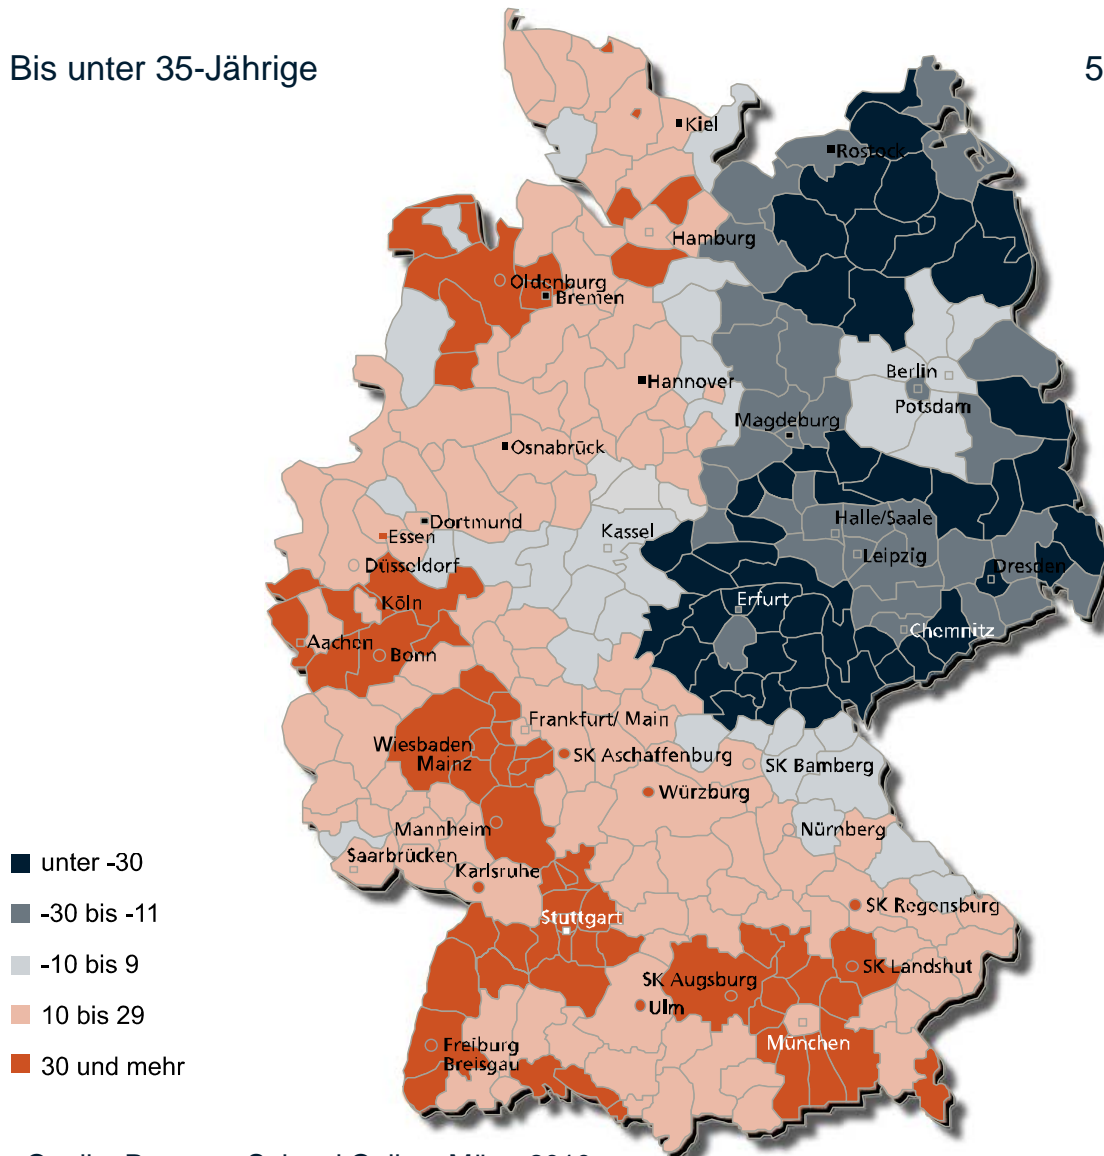 Bis unter 35-Jährige
5
Kiel
Rostock
Hamburg
Oldenburg
Bremen
Berlin
Hannover
Potsdam
Magdeburg
Osnabrück
Halle/Saale
Dortmund
Kassel
Essen
Leipzig
Düsseldorf
Dresden
Erfurt
Köln
Chemnitz
Aachen
Bonn
Frankfurt/ Main
Wiesbaden
Mainz
SK Aschaffenburg
SK Bamberg
Würzburg
Mannheim
Nürnberg
Saarbrücken
Karlsruhe
SK Regensburg
Stuttgart
SK Landshut
SK Augsburg
Ulm
München
Freiburg
Breisgau
unter -30
-30 bis -11
-10 bis 9
10 bis 29
30 und mehr